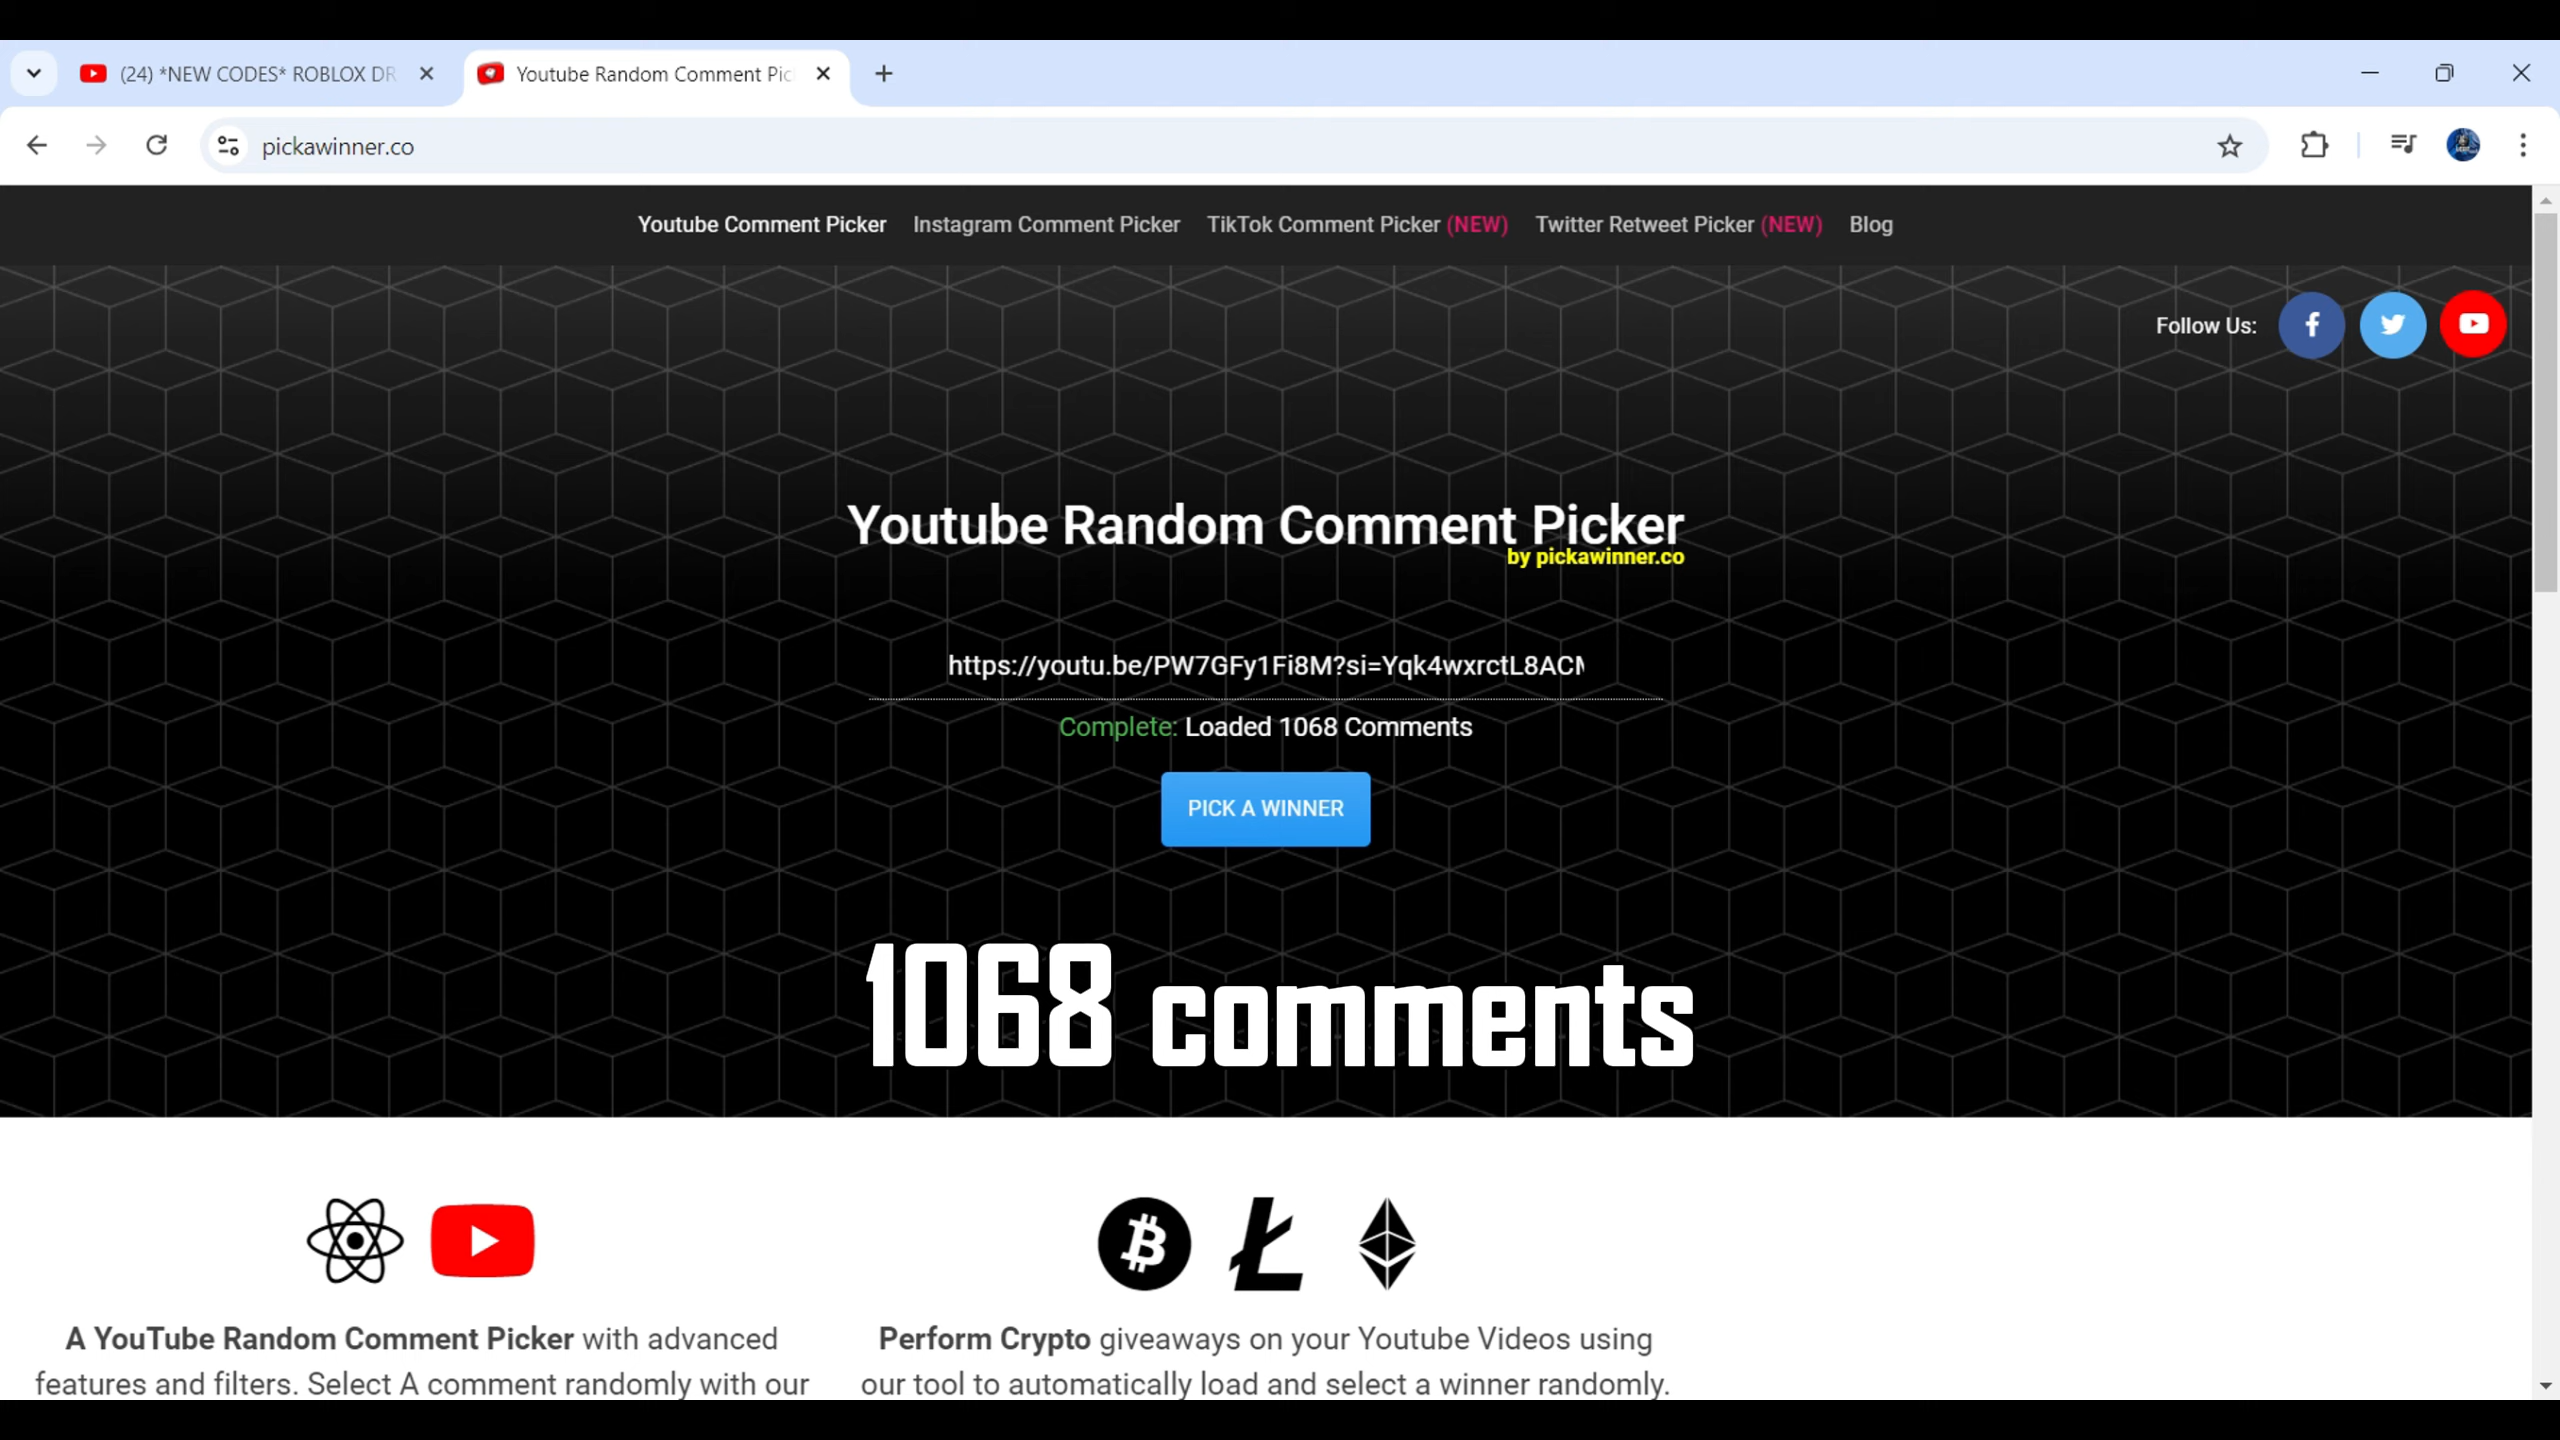 (24) *NEW CODES* ROBLOX DR
Youtube Random Comment Pic
pickawinner.co
Youtube Comment Picker Instagram Comment Picker TikTok Comment Picker (NEW) Twitter Retweet Picker (NEW) Blog
Follow Us:
Youtube Random Comment Picker
by pickawinner.co
https://youtu.be/PW7GFy1Fi8M?si=Yqk4wxrctL8ACM
Complete: Loaded 1068 Comments
PICK A WINNER
1068 comments
A YouTube Random Comment Picker with advanced
features and filters. Select A comment randomly with our
Perform Crypto giveaways on your Youtube Videos using
our tool to automatically load and select a winner randomly.